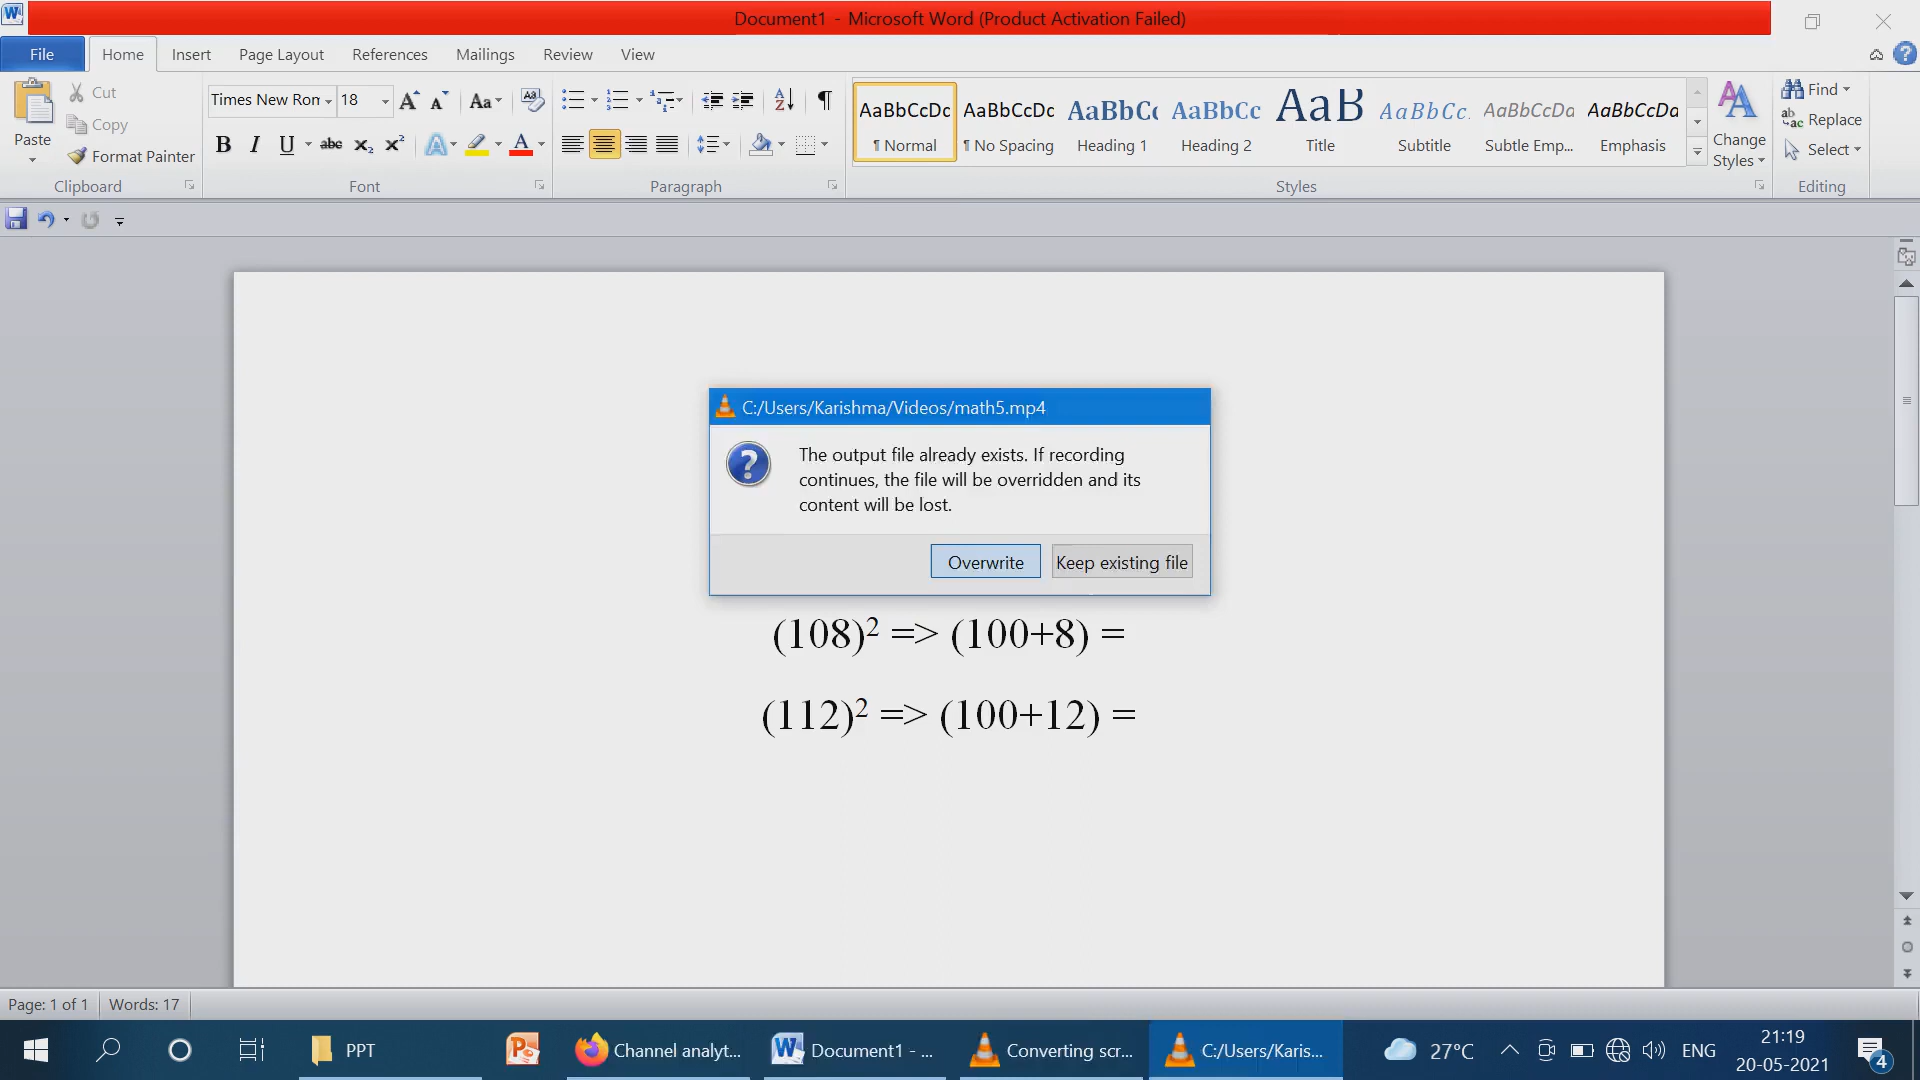 Document1 - Microsoft Word (Product Activation Failed)
File Home Insert Page Layout References Mailings Review View
Paste
Cut
Copy
Format Painter
Clipboard
Times New Ron 18
Font
Paragraph
AaBbCcDc AaBbCcDc AaBbCc AaBbCc AaB AaBbCc. AaBbCcDa AaBbCcDa
¶ Normal ¶ No Spacing Heading 1 Heading 2 Title Subtitle Subtle Emp... Emphasis
Styles
Change
Styles
Find
Replace
Select
Editing
C:/Users/Karishma/Videos/math5.mp4
The output file already exists. If recording
continues, the file will be overridden and its
content will be lost.
Overwrite Keep existing file
(108)² => (100+8) =
(112)² => (100+12) =
Page: 1 of 1 Words: 17
PPT Channel analyt... Document1 - ... Converting scr... C:/Users/Karis... 27°C ENG 21:19
20-05-2021 4